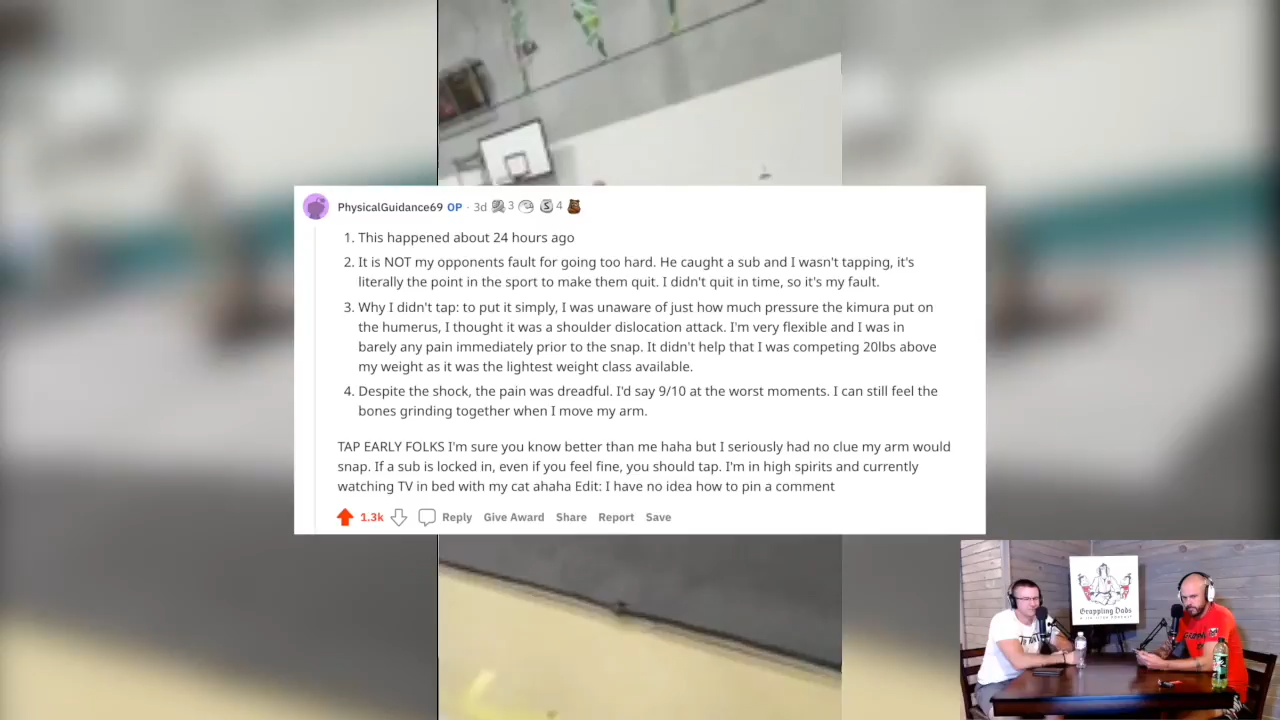 PhysicalGuidance69 OP · 3d 3 4
1. This happened about 24 hours ago
2. It is NOT my opponents fault for going too hard. He caught a sub and I wasn't tapping, it's
literally the point in the sport to make them quit. I didn't quit in time, so it's my fault.
3. Why I didn't tap: to put it simply, I was unaware of just how much pressure the kimura put on
the humerus, I thought it was a shoulder dislocation attack. I'm very flexible and I was in
barely any pain immediately prior to the snap. It didn't help that I was competing 20lbs above
my weight as it was the lightest weight class available.
4. Despite the shock, the pain was dreadful. I'd say 9/10 at the worst moments. I can still feel the
bones grinding together when I move my arm.
TAP EARLY FOLKS I'm sure you know better than me haha but I seriously had no clue my arm would
snap. If a sub is locked in, even if you feel fine, you should tap. I'm in high spirits and currently
watching TV in bed with my cat ahaha Edit: I have no idea how to pin a comment
1.3k Reply Give Award Share Report Save
Grappling Dads